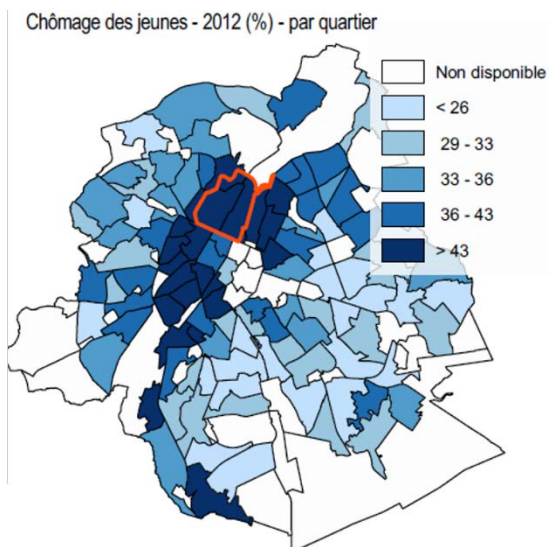 Chômage des jeunes - 2012 (%) - par quartier
Non disponible
< 26
29 - 33
33 - 36
36 - 43
> 43